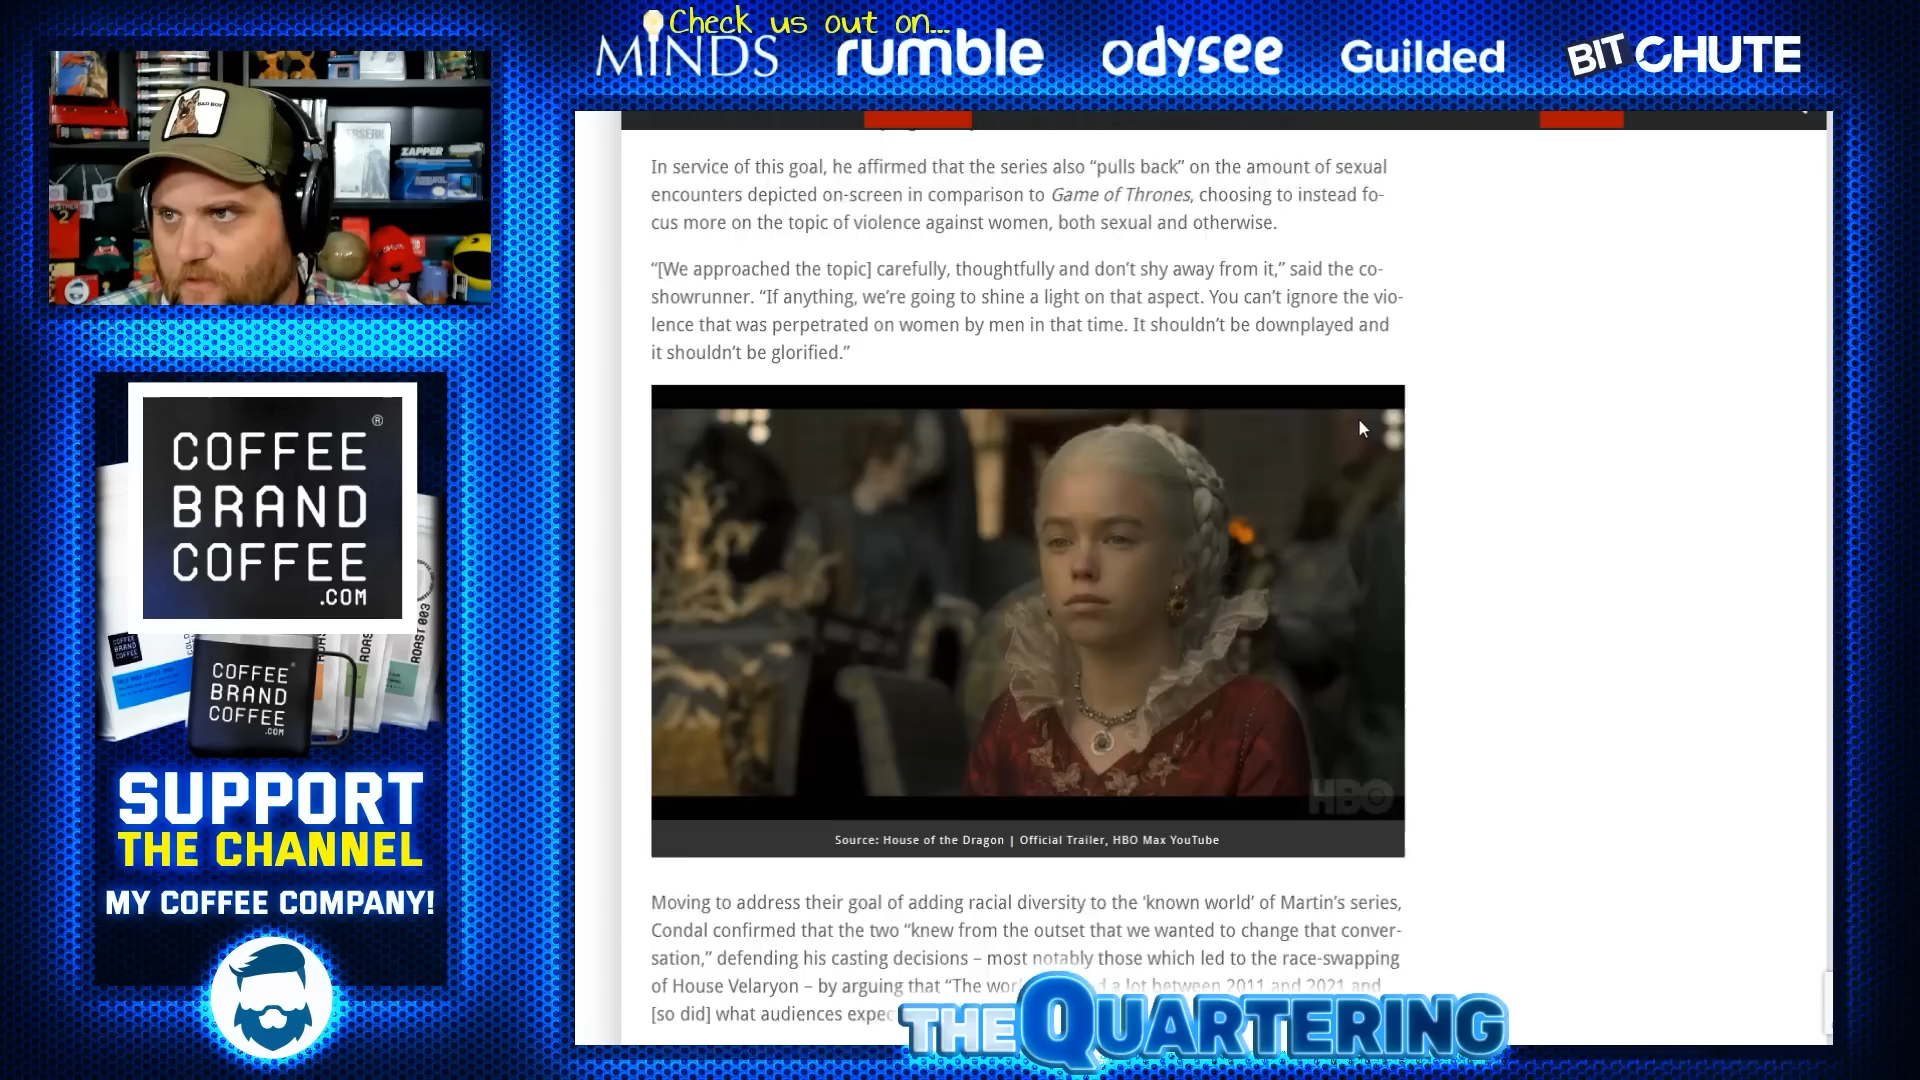 Check us out on...
MINDS
rumble
odysee
Guilded
BIT CHUTE
BAD BOY
BERSERK
ZAPPER
In service of this goal, he affirmed that the series also “pulls back” on the amount of sexual
encounters depicted on-screen in comparison to Game of Thrones, choosing to instead fo-
cus more on the topic of violence against women, both sexual and otherwise.
“[We approached the topic] carefully, thoughtfully and don’t shy away from it,” said the co-
showrunner. “If anything, we’re going to shine a light on that aspect. You can’t ignore the vio-
lence that was perpetrated on women by men in that time. It shouldn’t be downplayed and
it shouldn’t be glorified.”
HBO
Source: House of the Dragon | Official Trailer, HBO Max YouTube
Moving to address their goal of adding racial diversity to the ‘known world’ of Martin’s series,
Condal confirmed that the two “knew from the outset that we wanted to change that conver-
sation,” defending his casting decisions – most notably those which led to the race-swapping
of House Velaryon – by arguing that “The a lot between 2011 and 2021 and
[so did] what audiences
THE QUARTERING
®
COFFEE
BRAND
COFFEE
.COM
COFFEE
BRAND
COFFEE
ROAST 003
COFFEE
BRAND
COFFEE
.COM
SUPPORT
THE CHANNEL
MY COFFEE COMPANY!